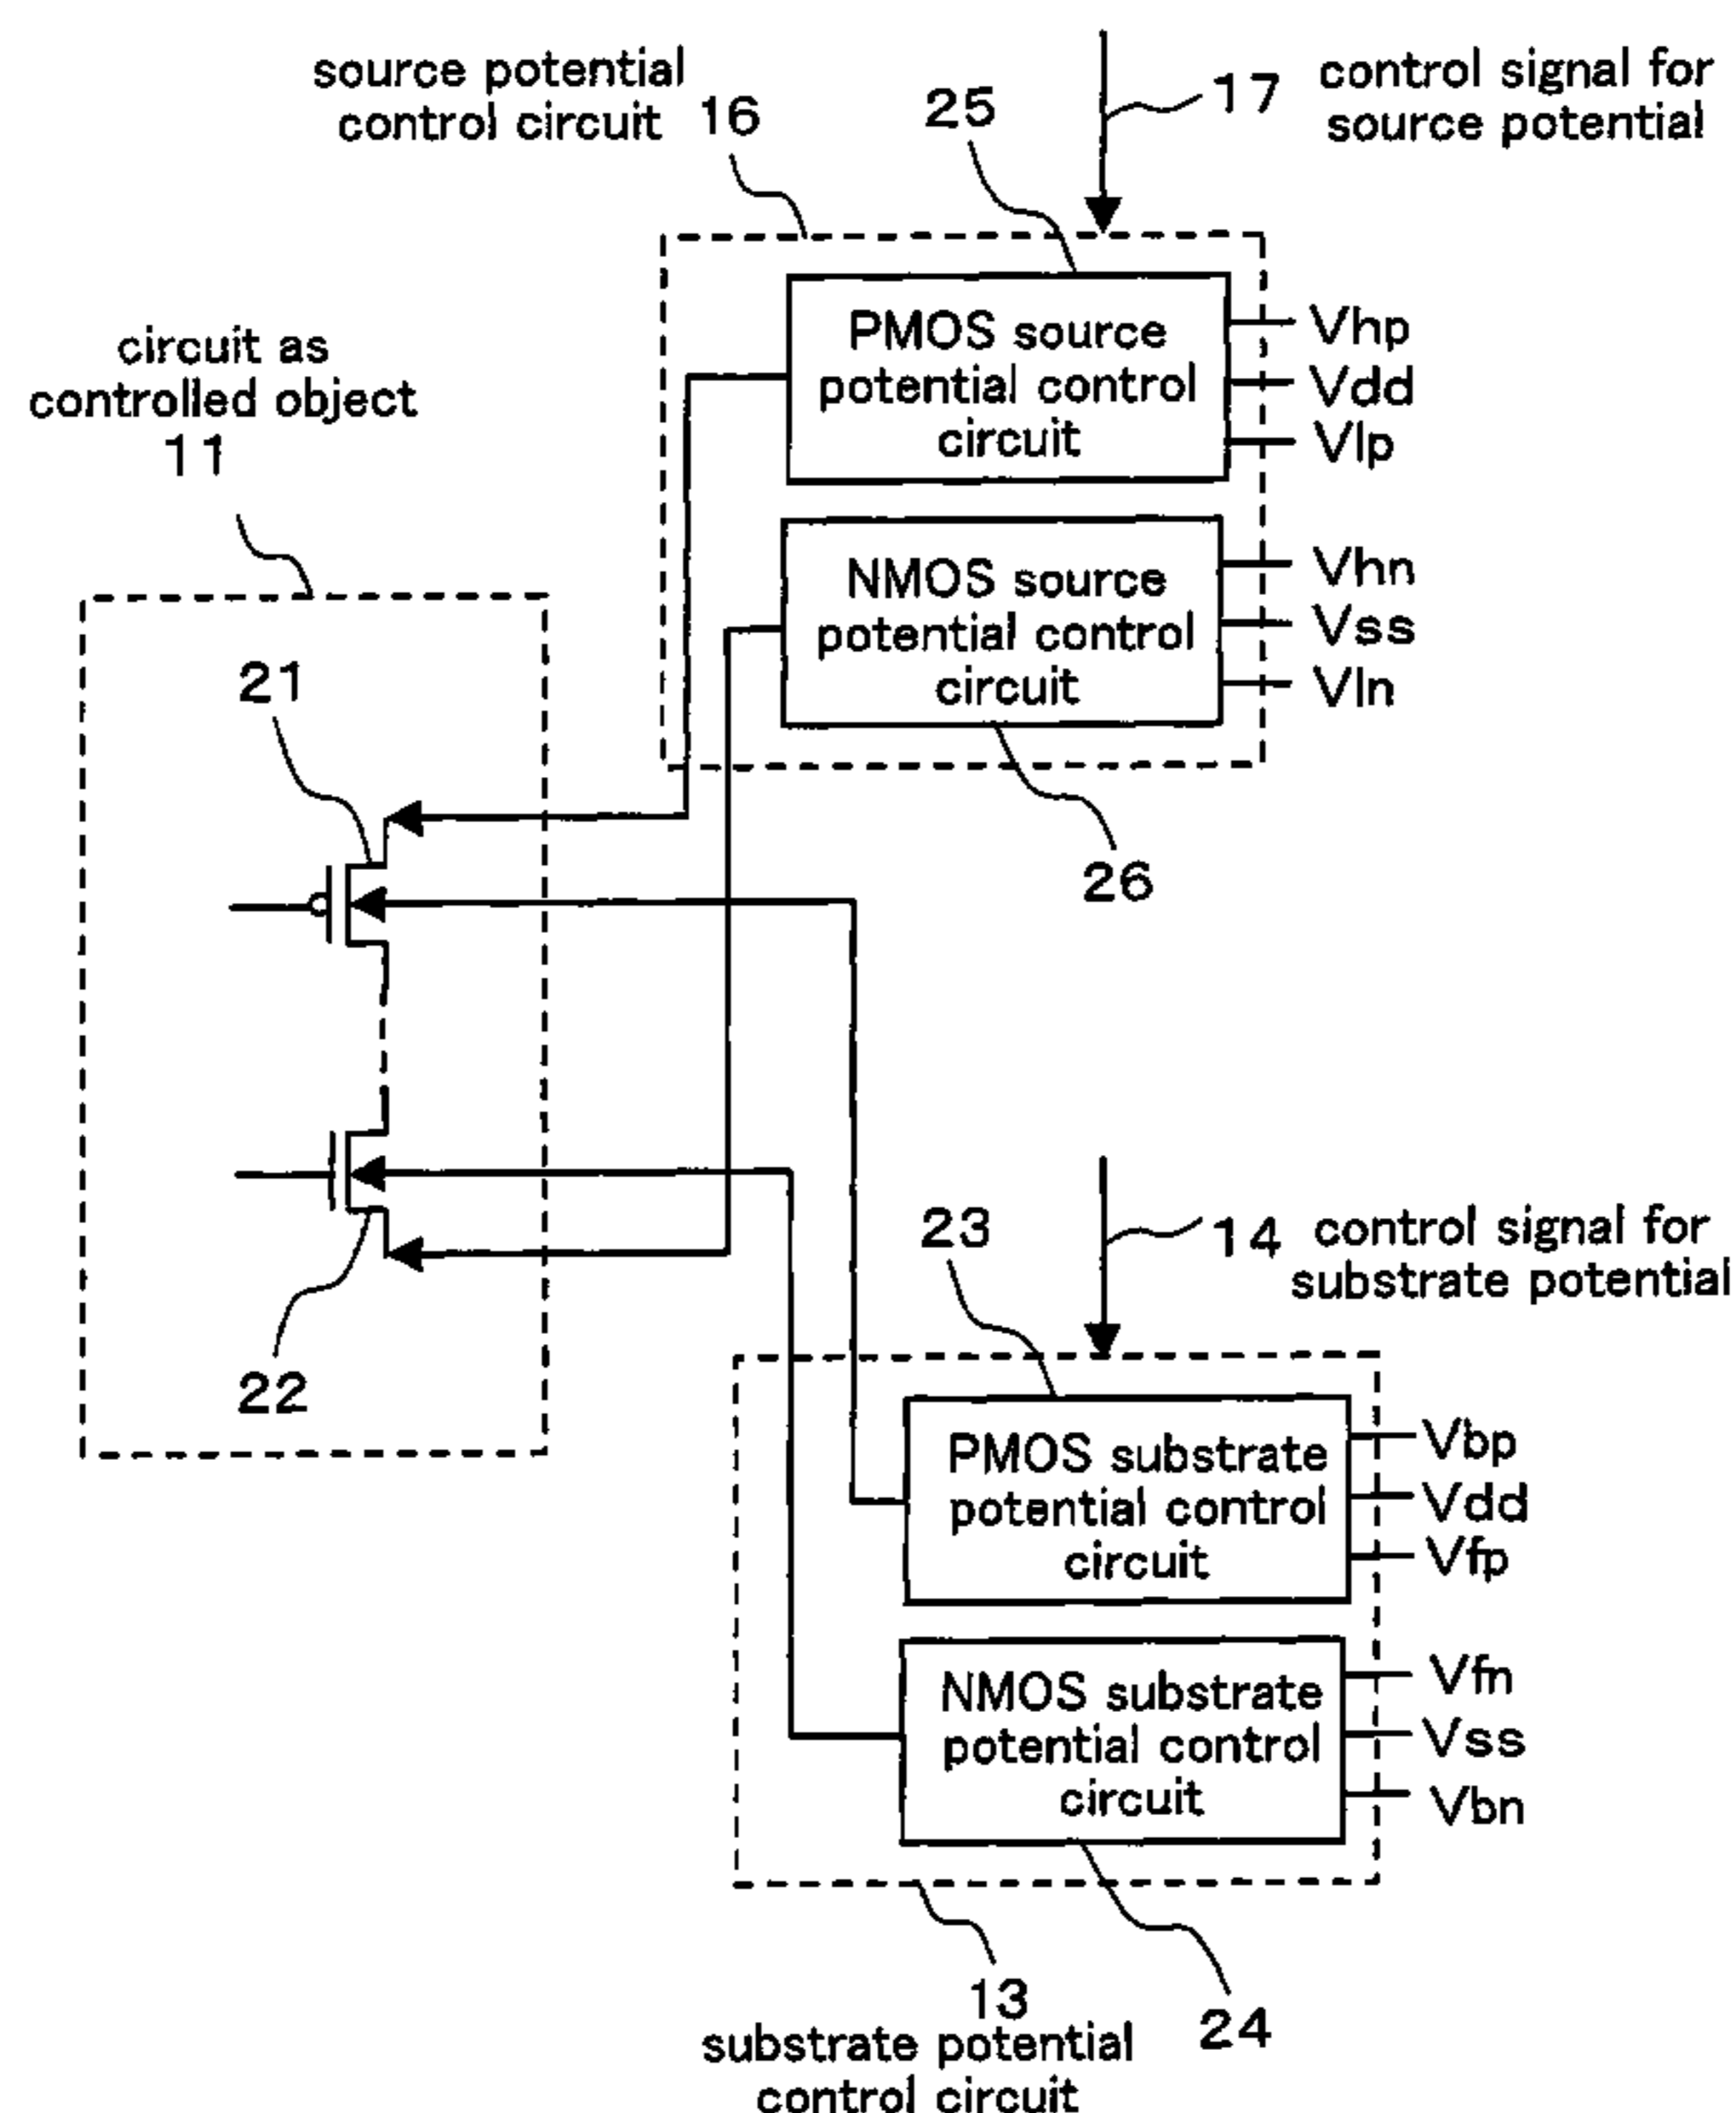 source potential
control circuit
16
25
17
control signal for
source potential
PMOS source
potential control
circuit
Vhp
Vdd
Vlp
circuit as
controlled object
11
NMOS source
potential control
circuit
Vhn
Vss
Vln
21
26
22
23
14
control signal for
substrate potential
PMOS substrate
potential control
circuit
Vbp
Vdd
Vfp
NMOS substrate
potential control
circuit
Vfn
Vss
Vbn
13
substrate potential
control circuit
24